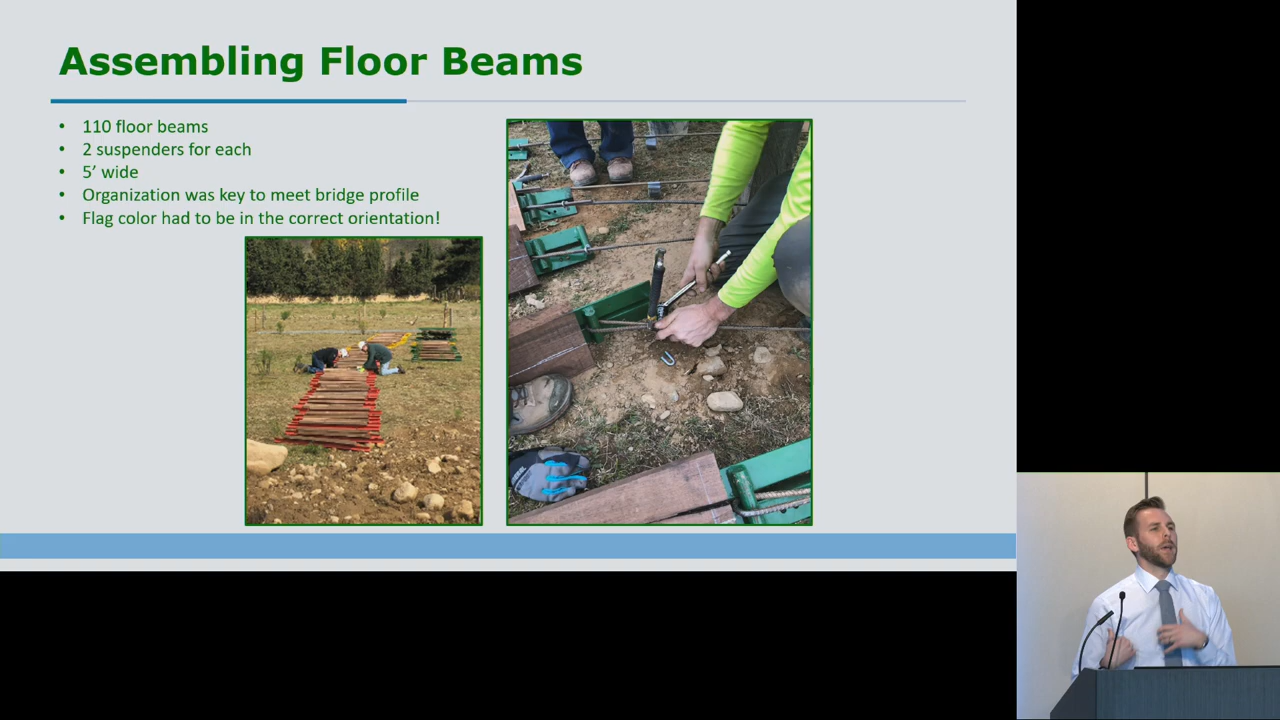 Assembling Floor Beams
• 110 floor beams
• 2 suspenders for each
• 5’ wide
• Organization was key to meet bridge profile
• Flag color had to be in the correct orientation!